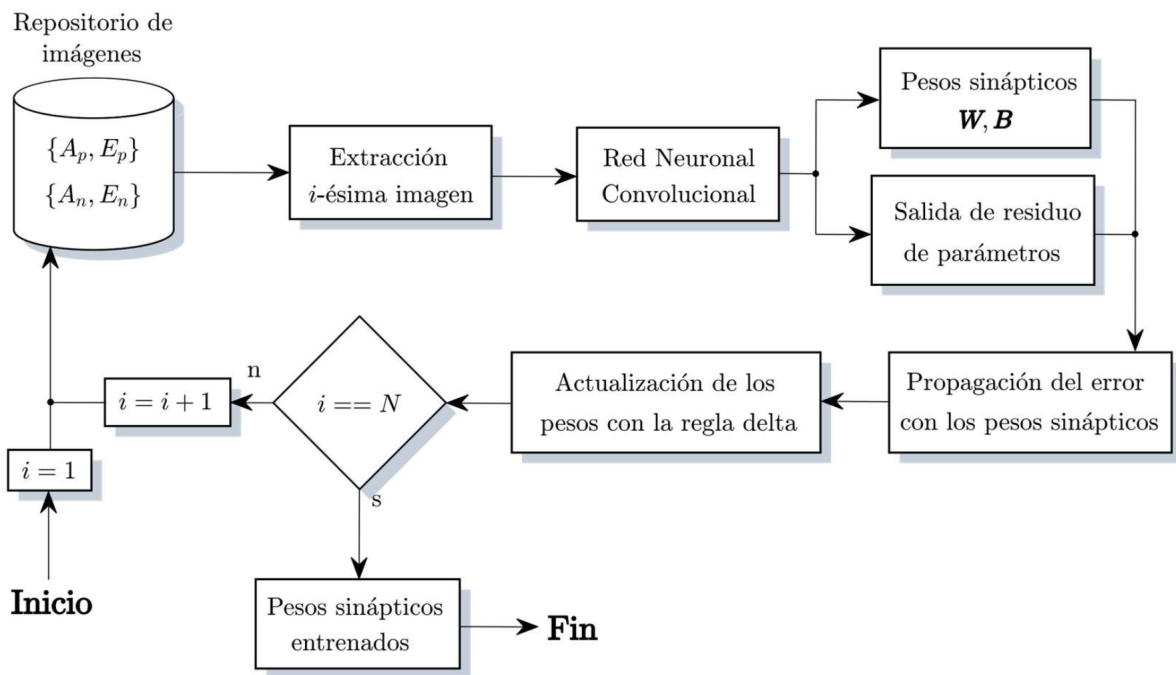 Repositorio de
imágenes
{A_p, E_p}
{A_n, E_n}
Extracción
i-ésima imagen
Red Neuronal
Convolucional
Pesos sinápticos
W, B
Salida de residuo
de parámetros
Propagación del error
con los pesos sinápticos
Actualización de los
pesos con la regla delta
i == N
n
i = i + 1
i = 1
Inicio
s
Pesos sinápticos
entrenados
Fin